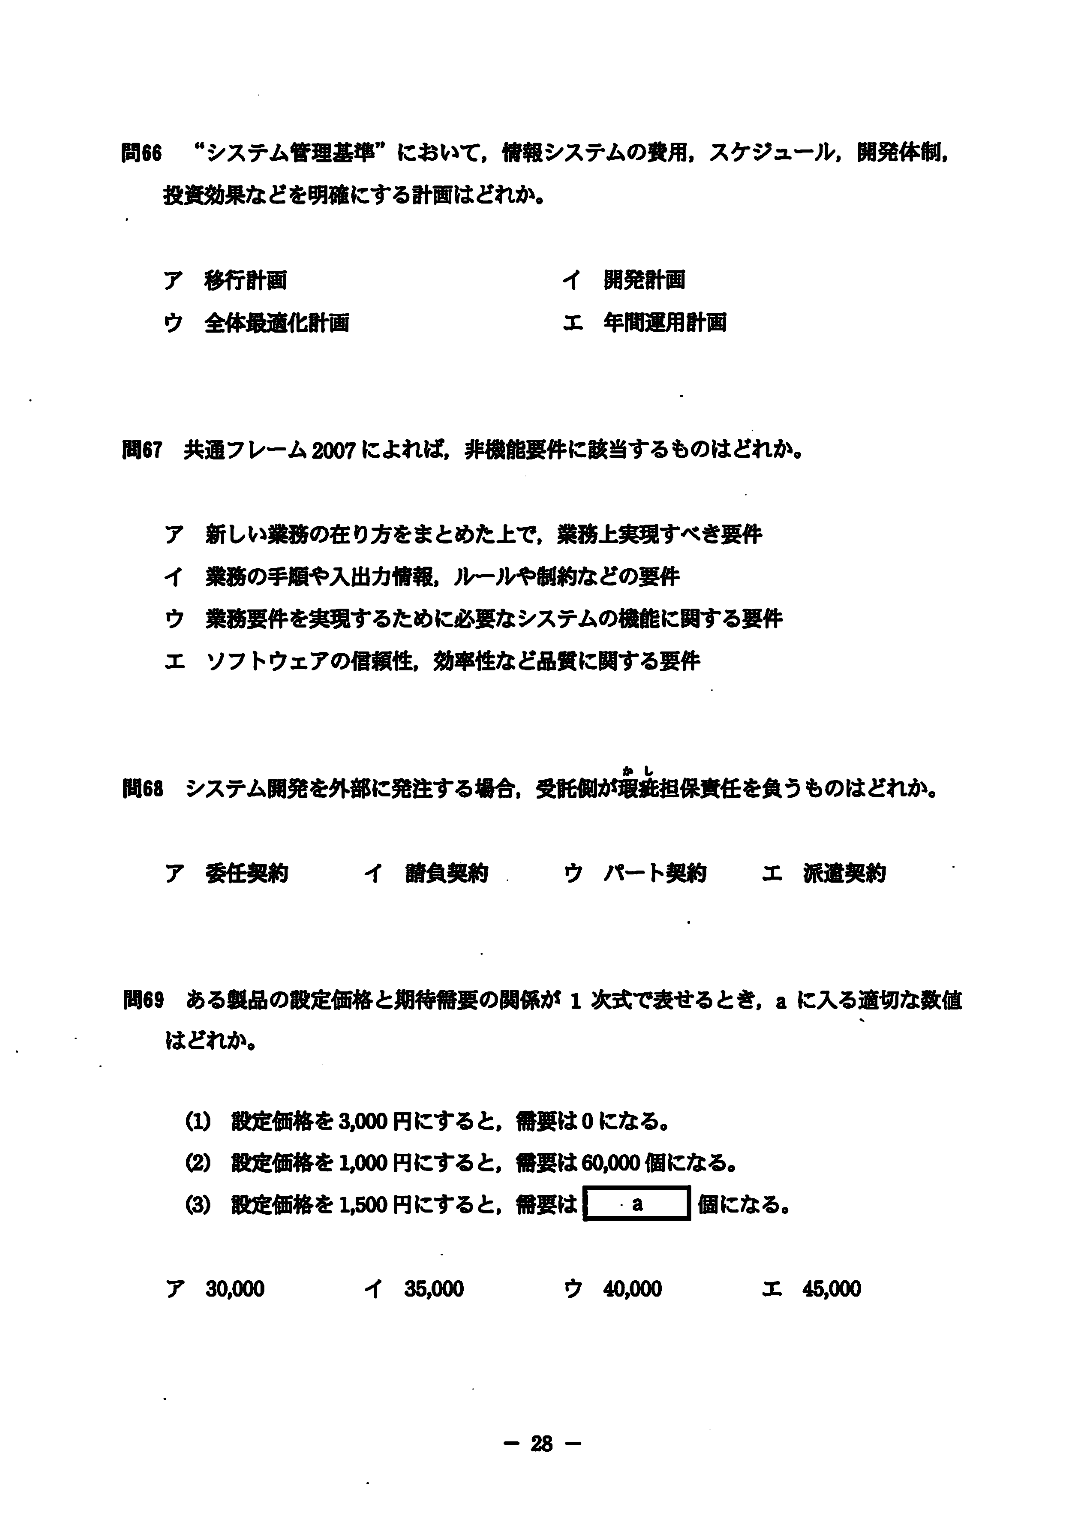 問66 “システム管理基準”において，情報システムの費用，スケジュール，開発体制，
投資効果などを明確にする計画はどれか。
ア 移行計画 イ 開発計画
ウ 全体最適化計画 エ 年間運用計画
問67 共通フレーム2007によれば，非機能要件に該当するものはどれか。
ア 新しい業務の在り方をまとめた上で，業務上実現すべき要件
イ 業務の手順や入出力情報，ルールや制約などの要件
ウ 業務要件を実現するために必要なシステムの機能に関する要件
エ ソフトウェアの信頼性，効率性など品質に関する要件
かし
問68 システム開発を外部に発注する場合，受託側が瑕疵担保責任を負うものはどれか。
ア 委任契約 イ 請負契約 ウ パート契約 エ 派遣契約
問69 ある製品の設定価格と期待需要の関係が 1 次式で表せるとき，a に入る適切な数値
はどれか。
(1) 設定価格を3,000円にすると，需要は0になる。
(2) 設定価格を1,000円にすると，需要は60,000個になる。
(3) 設定価格を1,500円にすると，需要は a 個になる。
ア 30,000 イ 35,000 ウ 40,000 エ 45,000
－ 28 －